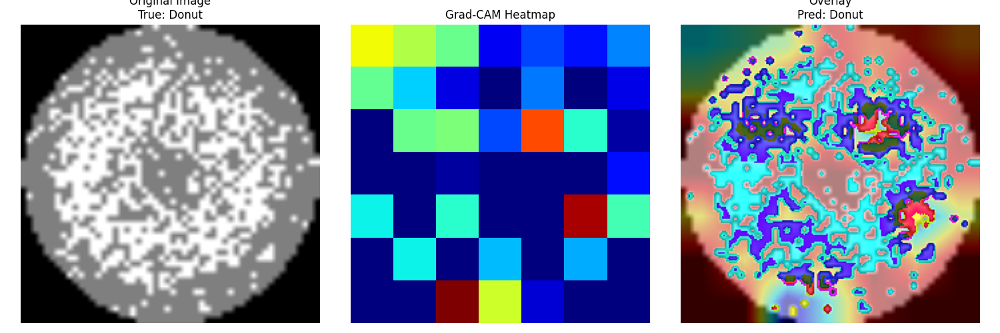 Original Image
True: Donut
Grad-CAM Heatmap
Overlay
Pred: Donut